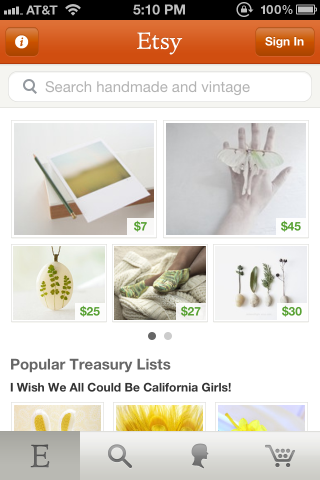 AT&T 5:10 PM 100%
i Etsy Sign In
Search handmade and vintage
$7 $45
$25 $27 $30
Popular Treasury Lists
I Wish We All Could Be California Girls!
E